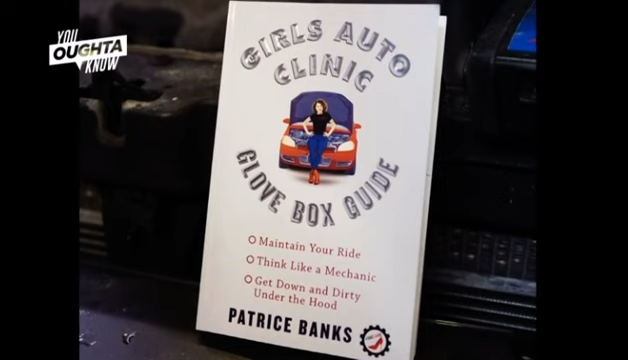 YOU
OUGHTA
KNOW
GIRLS AUTO
CLINIC
GLOVE BOX GUIDE
Maintain Your Ride
Think Like a Mechanic
Get Down and Dirty
Under the Hood
PATRICE BANKS